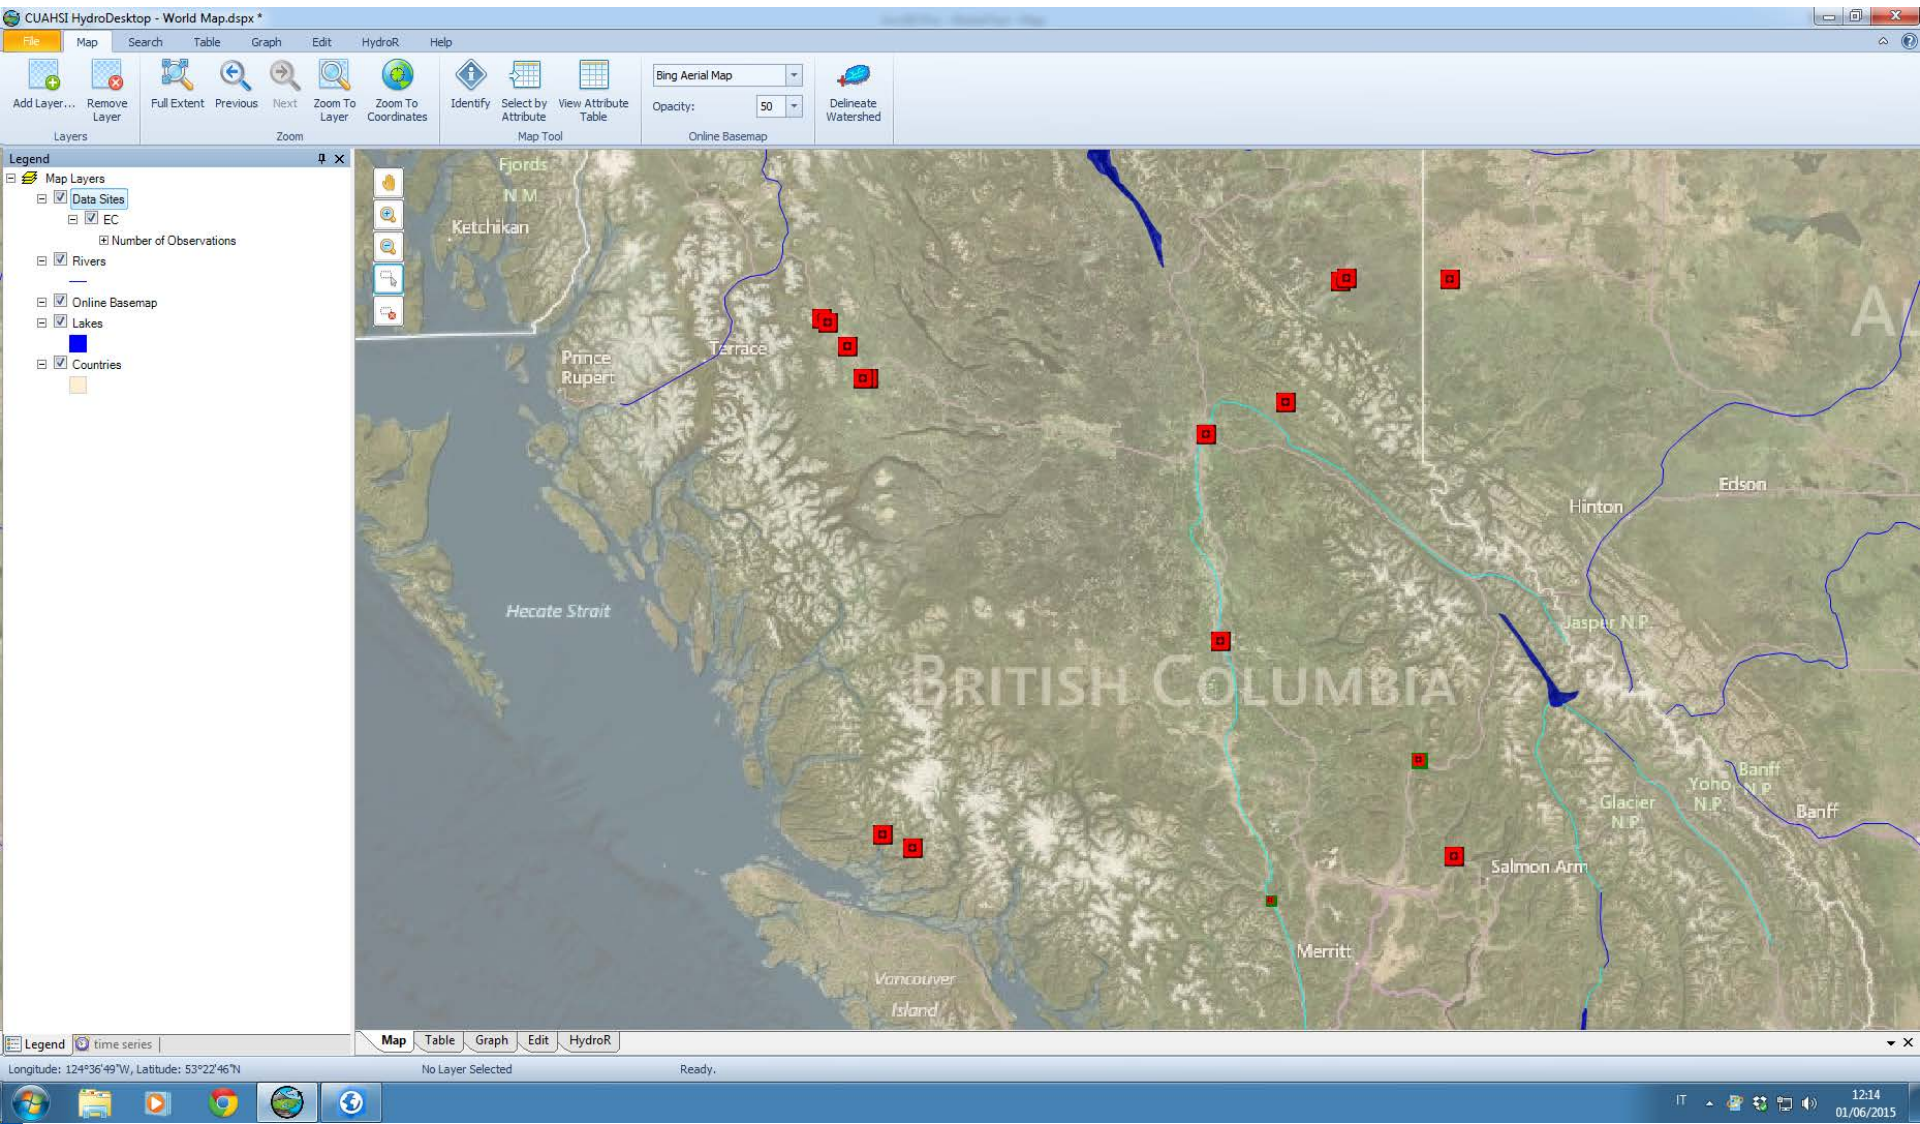 CUAHSI HydroDesktop - World Map.dspx *
File Map Search Table Graph Edit HydroR Help
Add Layer... Remove Layer Full Extent Previous Next Zoom To Layer Zoom To Coordinates Identify Select by Attribute View Attribute Table
Bing Aerial Map
Opacity: 50
Delineate Watershed
Layers Zoom Map Tool Online Basemap
Legend
Map Layers
Data Sites
EC
Number of Observations
Rivers
Online Basemap
Lakes
Countries
Fjords
N.M
Ketchikan
Prince
Rupert
Terrace
Hinton
Edson
Hecate Strait
Jasper N.P.
BRITISH COLUMBIA
Yoho
N.P.
Banff
N.P.
Glacier
N.P.
Banff
Salmon Arm
Merritt
Vancouver
Island
Legend time series
Map Table Graph Edit HydroR
Longitude: 124°36'49"W, Latitude: 53°22'46"N No Layer Selected Ready.
IT
12:14
01/06/2015